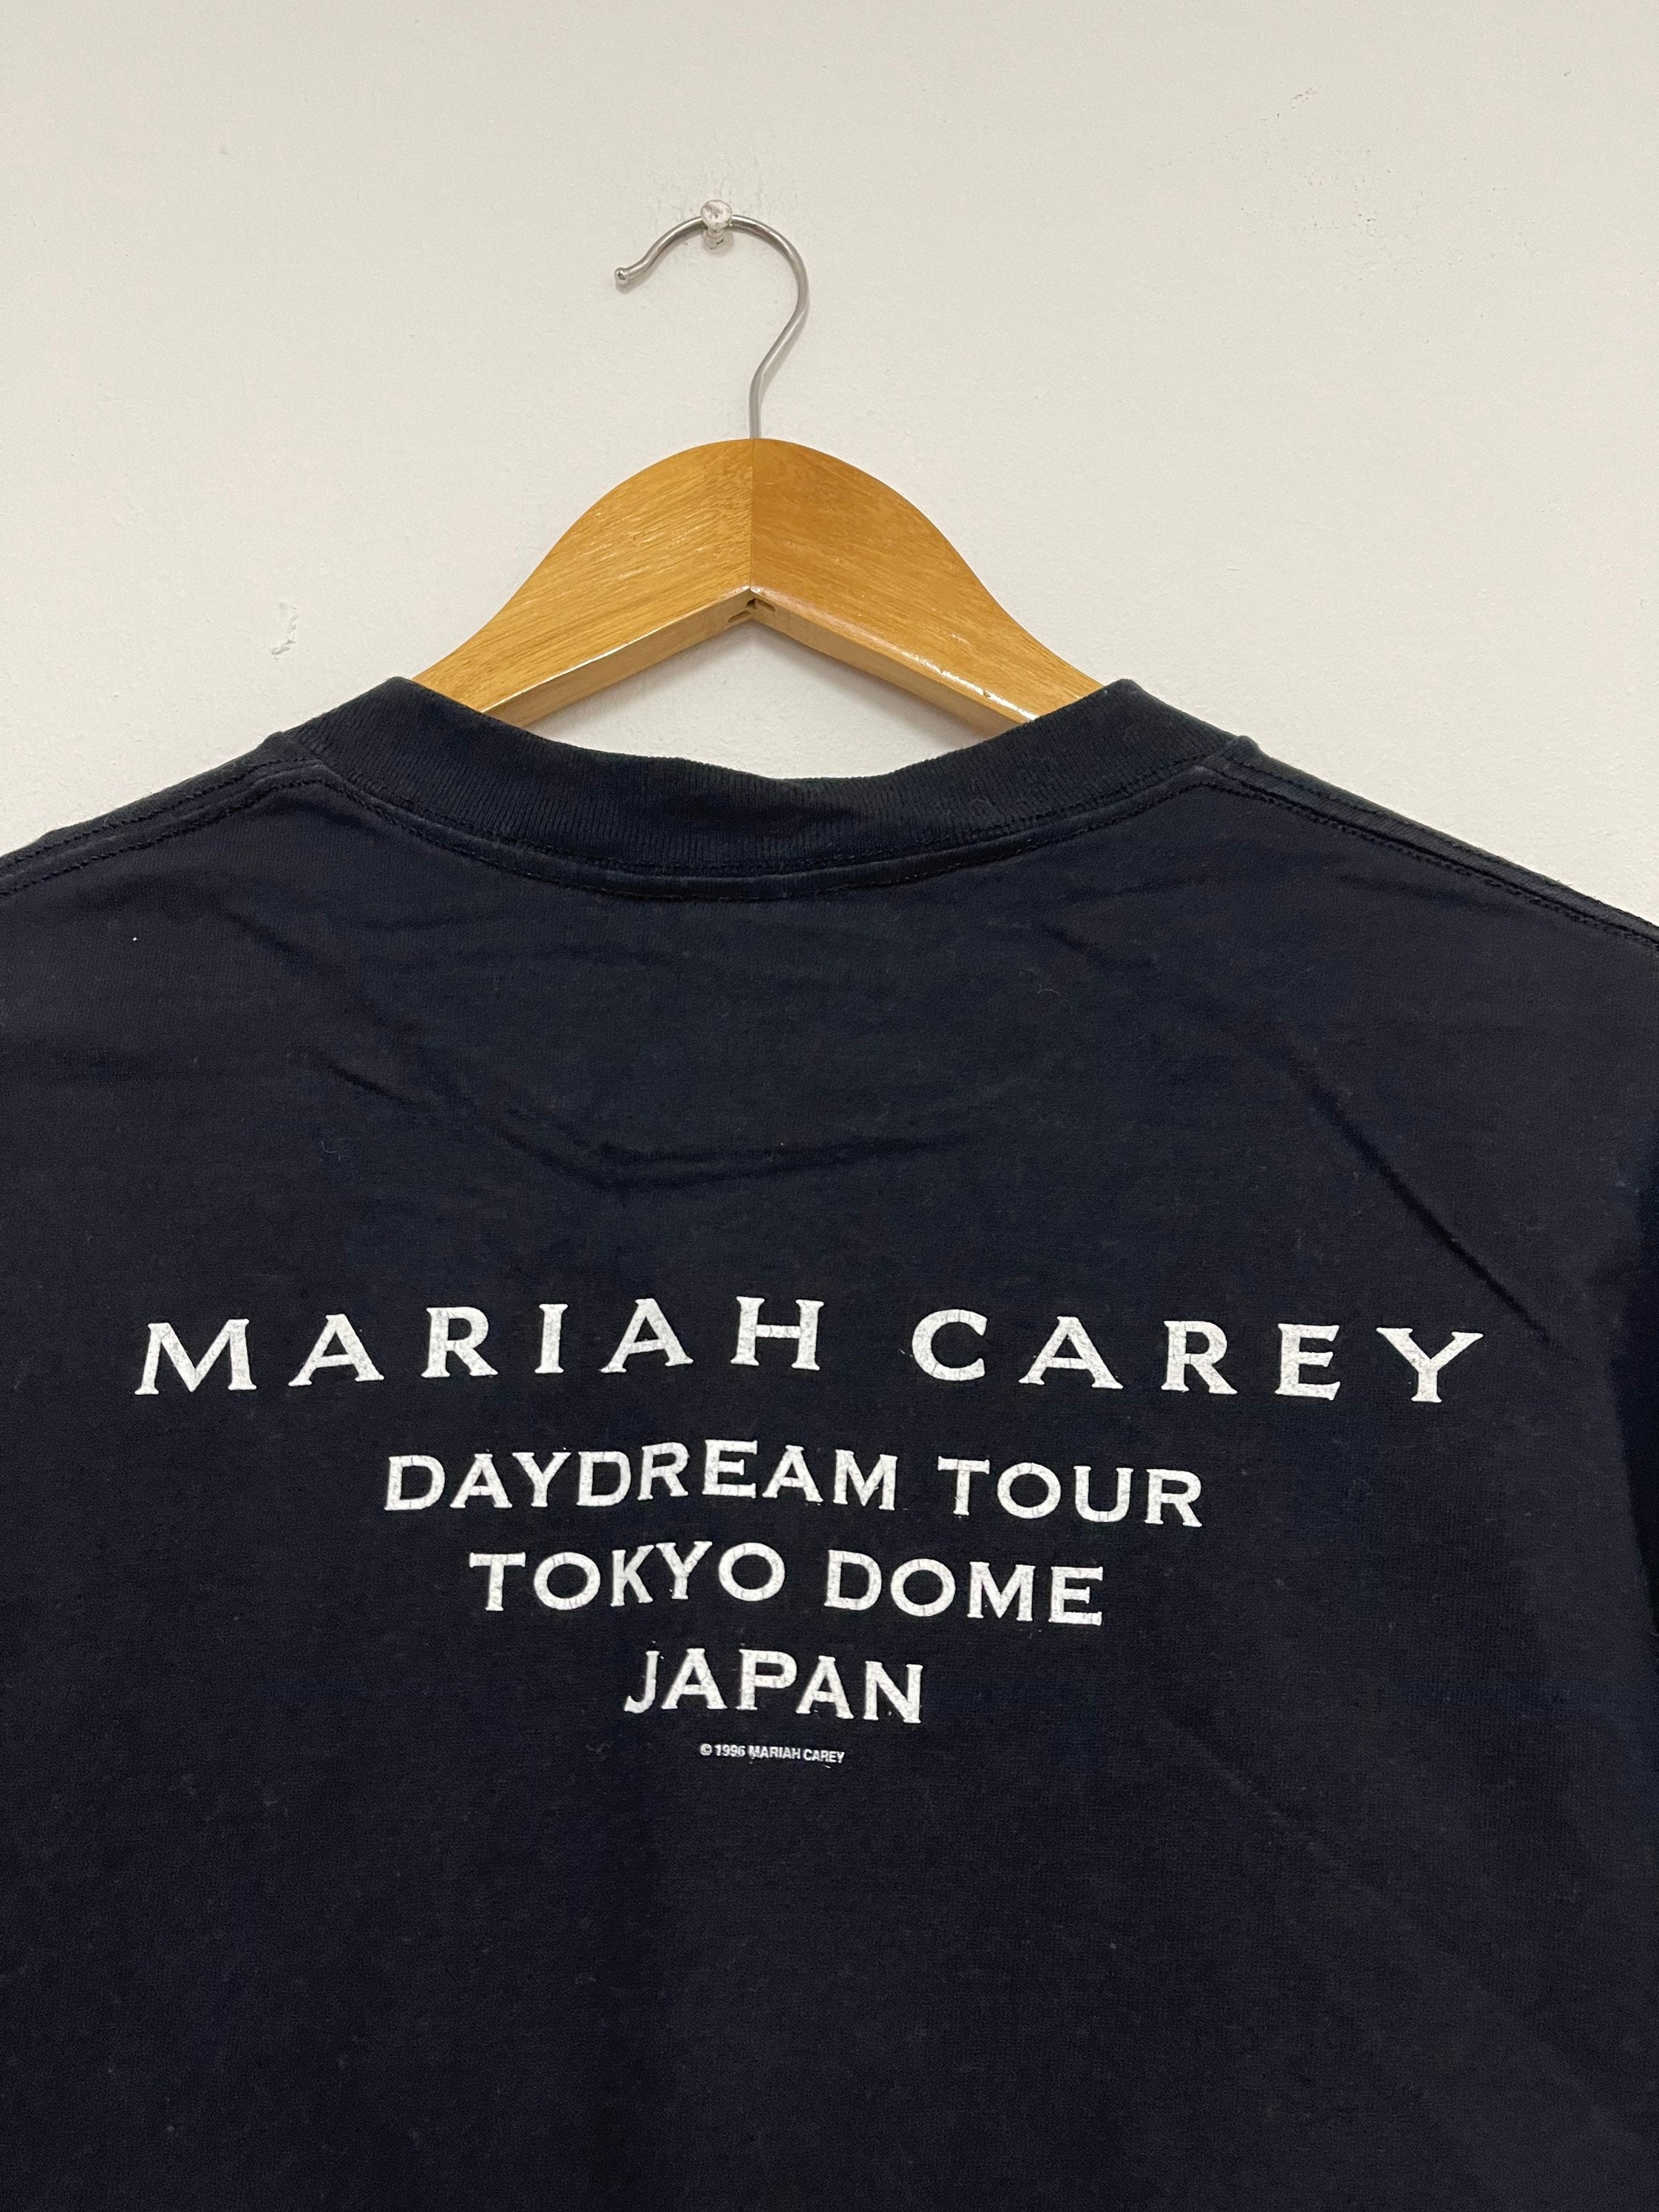 MARIAH CAREY
DAYDREAM TOUR
TOKYO DOME
JAPAN
© 1996 MARIAH CAREY